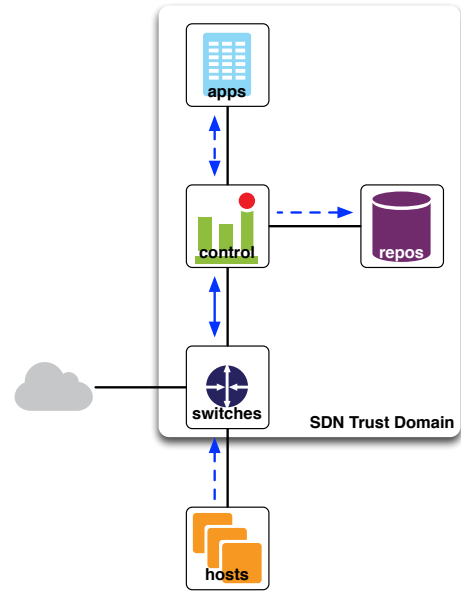 apps
control
repos
switches
SDN Trust Domain
hosts